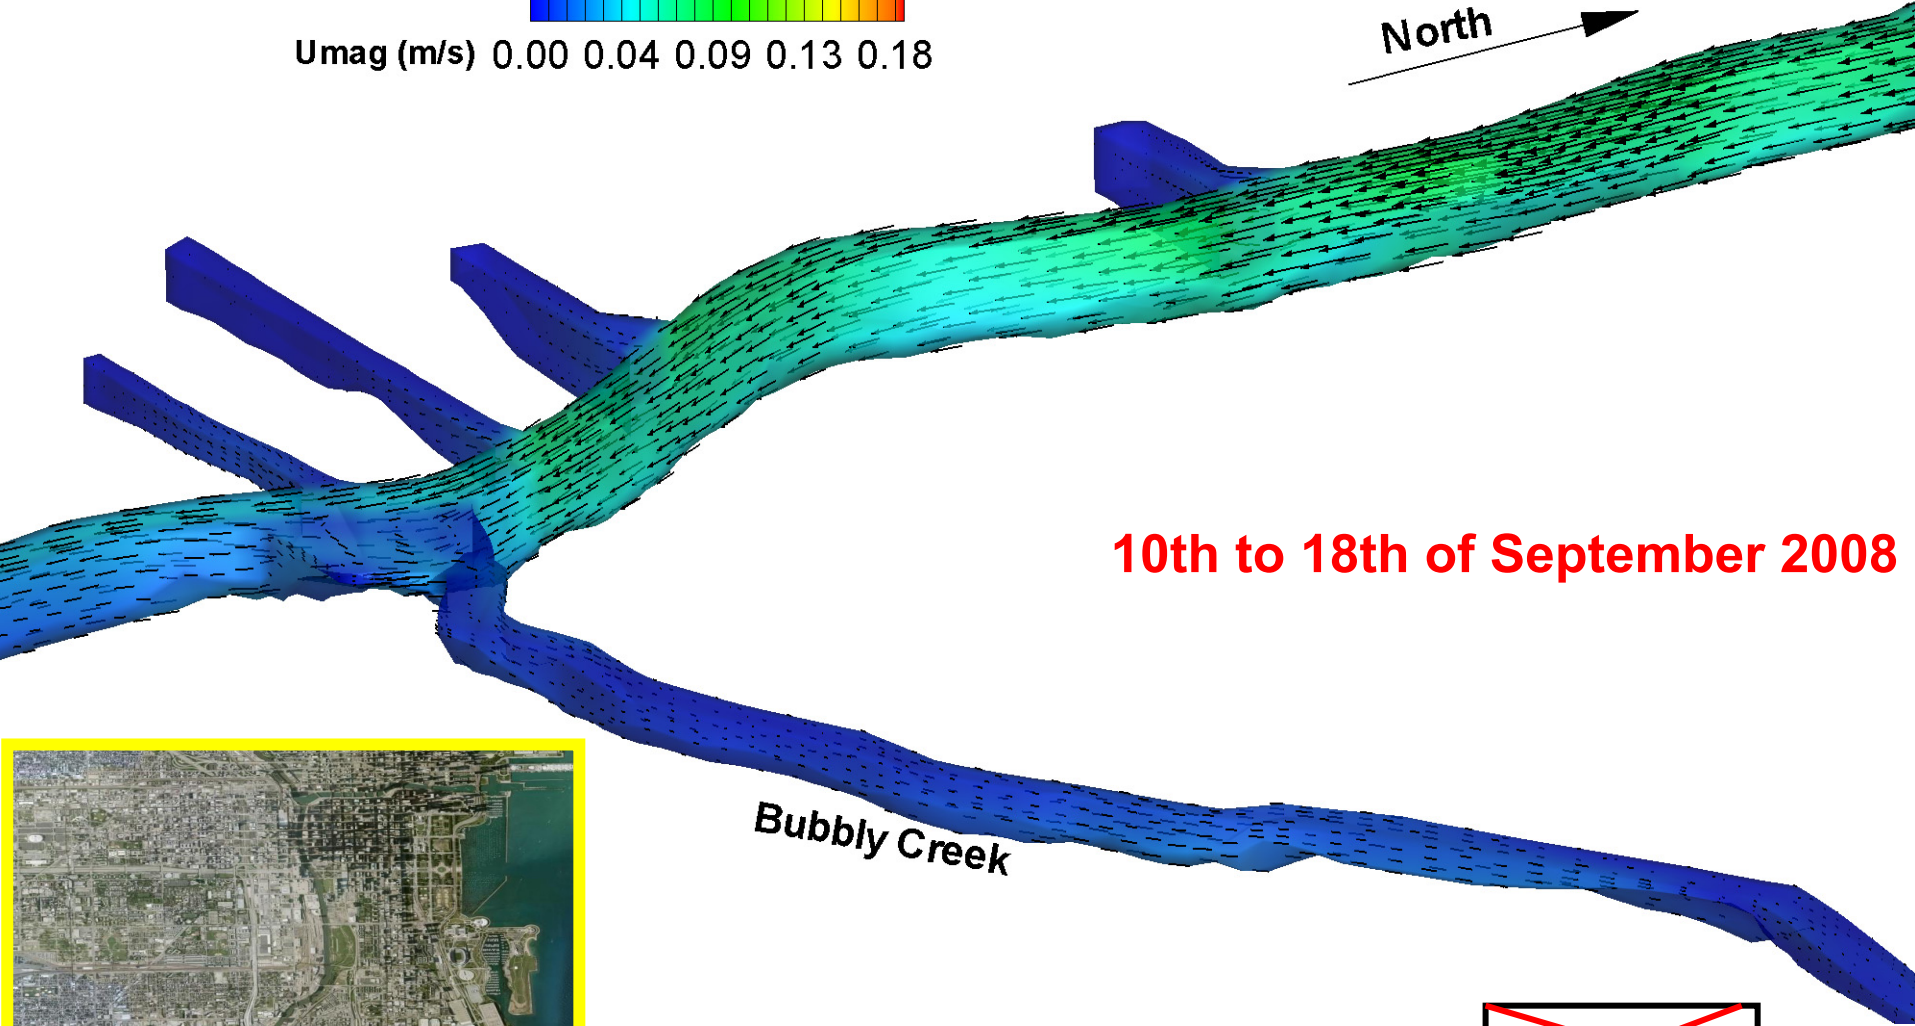 Umag (m/s) 0.00 0.04 0.09 0.13 0.18
North
10th to 18th of September 2008
Bubbly Creek